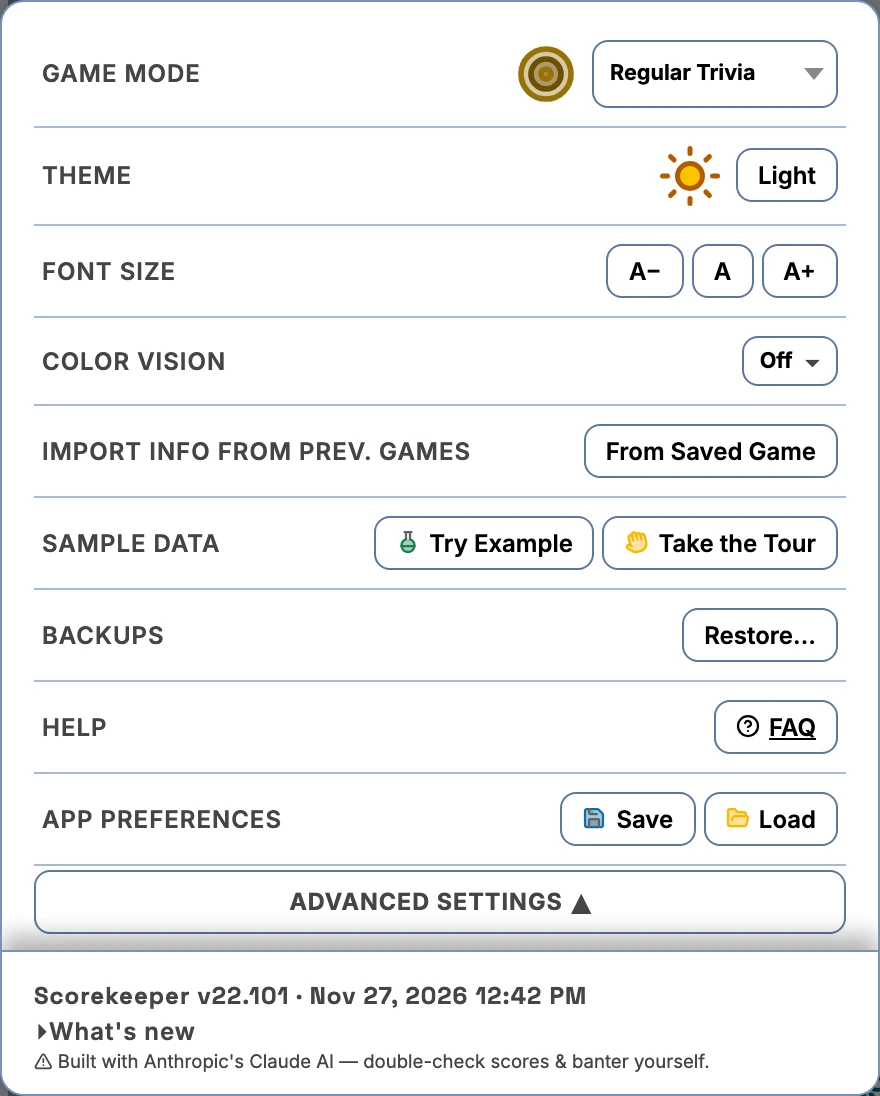 GAME MODE Regular Trivia
THEME Light
FONT SIZE A− A A+
COLOR VISION Off
IMPORT INFO FROM PREV. GAMES From Saved Game
SAMPLE DATA Try Example Take the Tour
BACKUPS Restore...
HELP FAQ
APP PREFERENCES Save Load
ADVANCED SETTINGS ▲
Scorekeeper v22.101 · Nov 27, 2026 12:42 PM
What's new
⚠ Built with Anthropic's Claude AI — double-check scores & banter yourself.